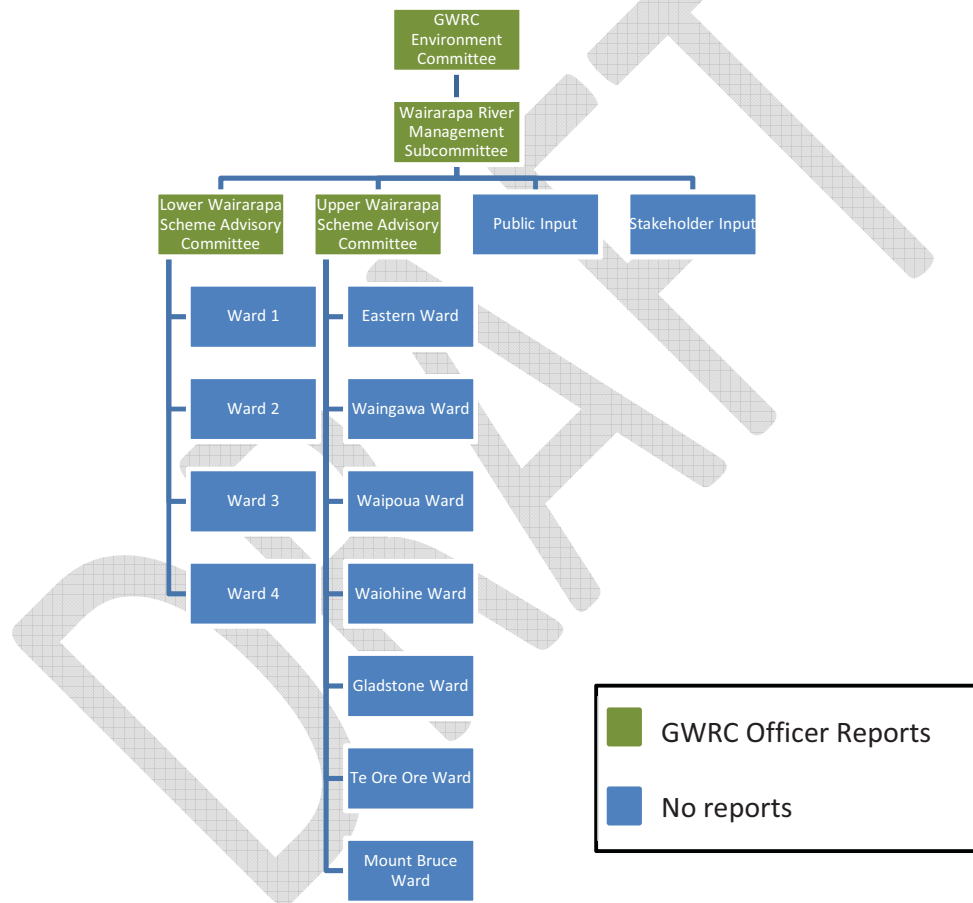 GWRC
Environment
Committee
Wairarapa River
Management
Subcommittee
Lower Wairarapa
Scheme Advisory
Committee
Upper Wairarapa
Scheme Advisory
Committee
Public Input
Stakeholder Input
Ward 1
Ward 2
Ward 3
Ward 4
Eastern Ward
Waingawa Ward
Waipoua Ward
Waiohine Ward
Gladstone Ward
Te Ore Ore Ward
Mount Bruce
Ward
GWRC Officer Reports
No reports
DRAFT